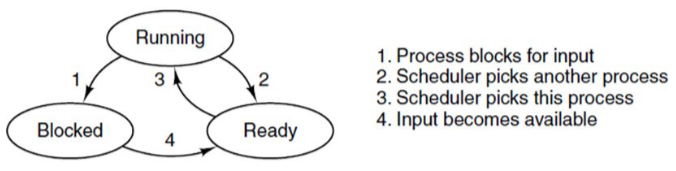 Running
1
3
2
Blocked
4
Ready
1. Process blocks for input
2. Scheduler picks another process
3. Scheduler picks this process
4. Input becomes available